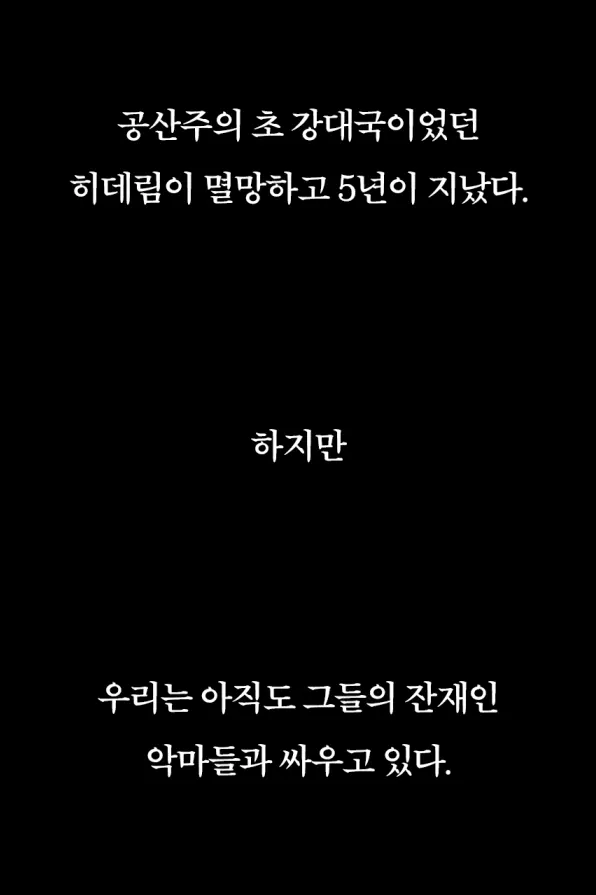 공산주의 초 강대국이었던
히데림이 멸망하고 5년이 지났다.
하지만
우리는 아직도 그들의 잔재인
악마들과 싸우고 있다.